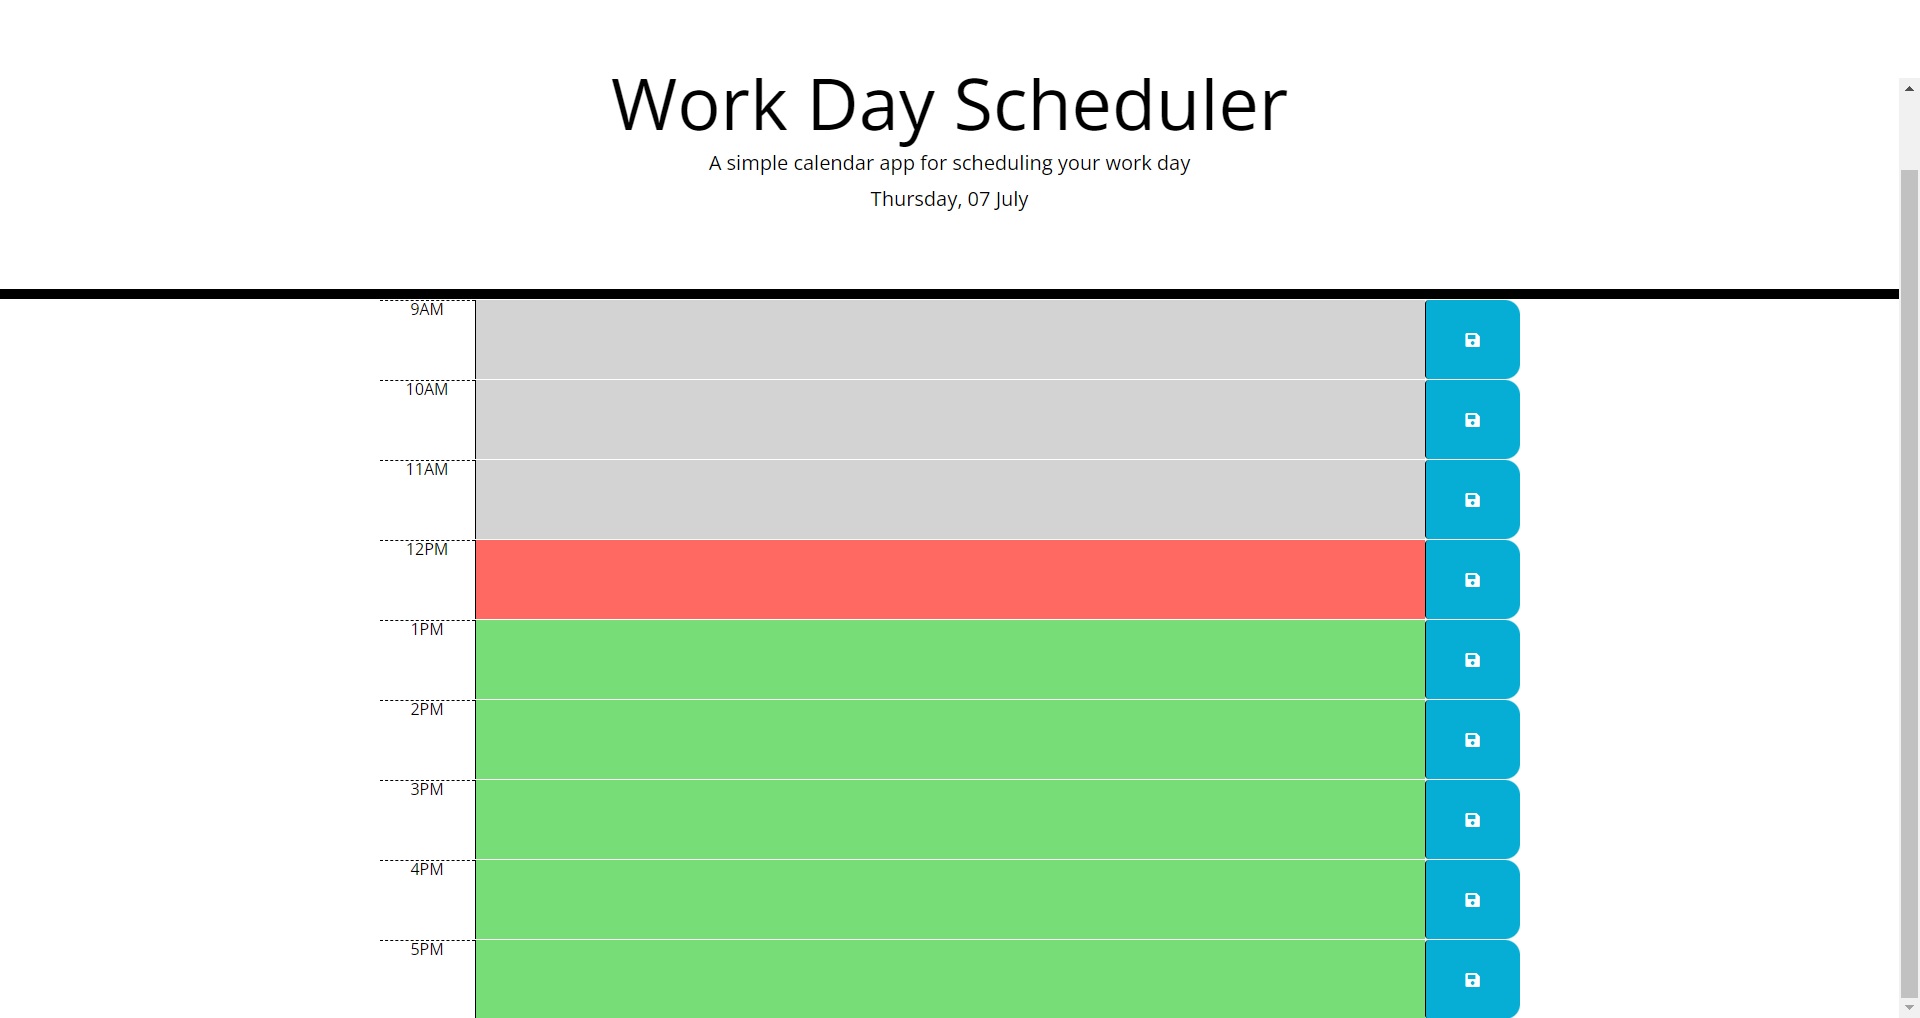 Work Day Scheduler
A simple calendar app for scheduling your work day
Thursday, 07 July
9AM
10AM
11AM
12PM
1PM
2PM
3PM
4PM
5PM